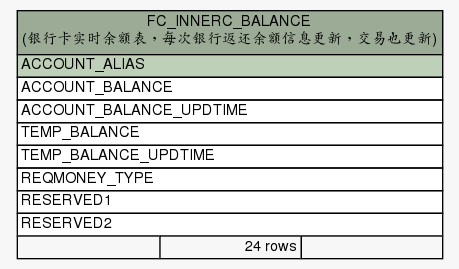 FC_INNERC_BALANCE
(银行卡实时余额表，每次银行返还余额信息更新，交易也更新)
ACCOUNT_ALIAS
ACCOUNT_BALANCE
ACCOUNT_BALANCE_UPDTIME
TEMP_BALANCE
TEMP_BALANCE_UPDTIME
REQMONEY_TYPE
RESERVED1
RESERVED2
24 rows